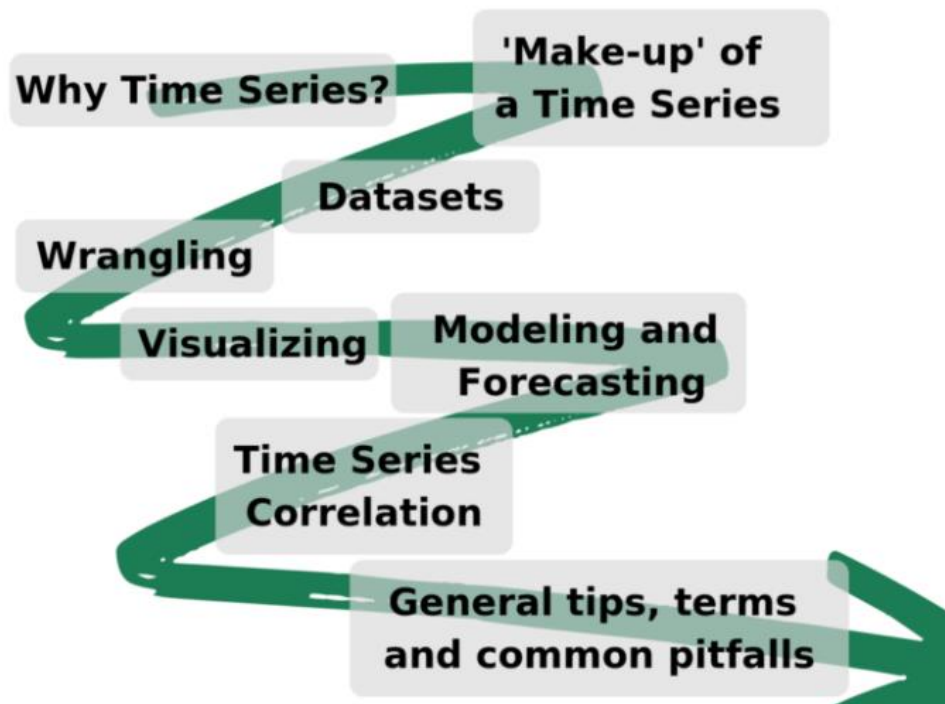 Why Time Series?
'Make-up' of
a Time Series
Datasets
Wrangling
Visualizing
Modeling and
Forecasting
Time Series
Correlation
General tips, terms
and common pitfalls